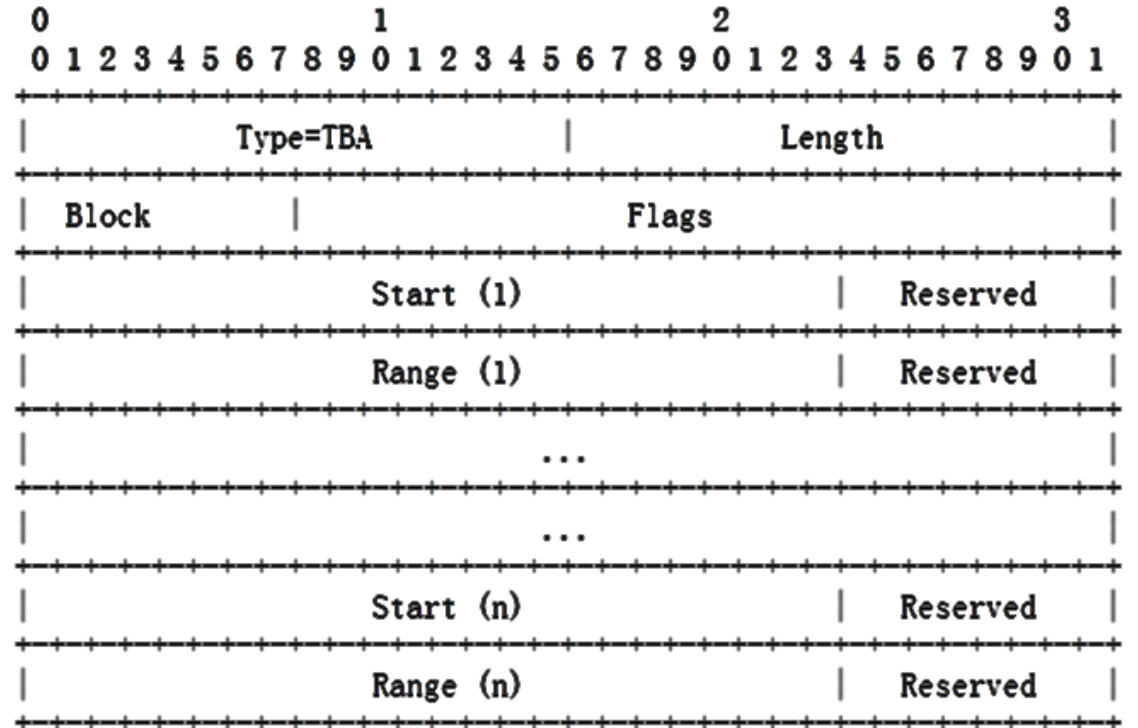 0                   1                   2                   3
0 1 2 3 4 5 6 7 8 9 0 1 2 3 4 5 6 7 8 9 0 1 2 3 4 5 6 7 8 9 0 1
Type=TBA Length
Block Flags
Start (1) Reserved
Range (1) Reserved
...
...
Start (n) Reserved
Range (n) Reserved